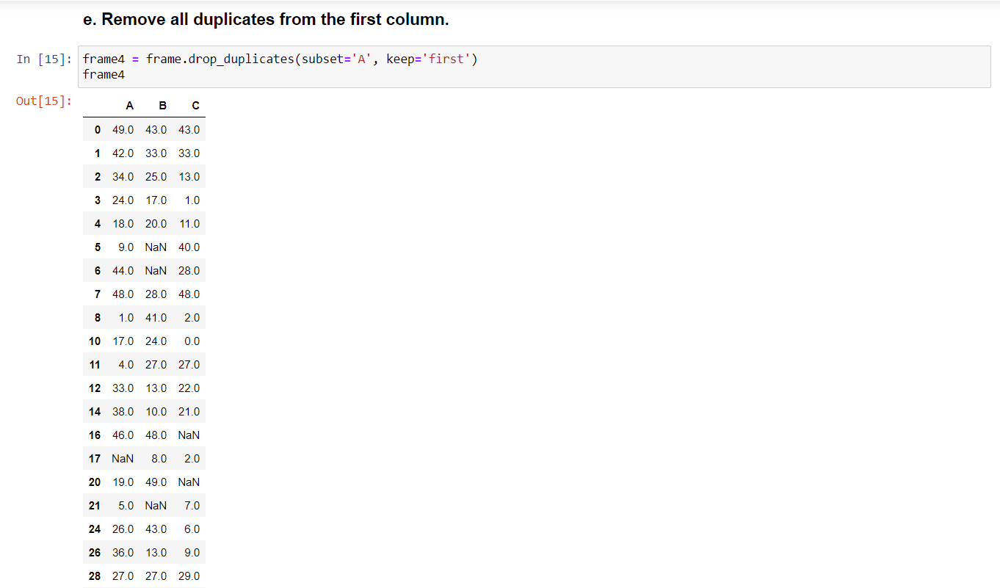 e. Remove all duplicates from the first column.
In [15]: frame4 = frame.drop_duplicates(subset='A', keep='first')
frame4
Out[15]:
A B C
0 49.0 43.0 43.0
1 42.0 33.0 33.0
2 34.0 25.0 13.0
3 24.0 17.0 1.0
4 18.0 20.0 11.0
5 9.0 NaN 40.0
6 44.0 NaN 28.0
7 48.0 28.0 48.0
8 1.0 41.0 2.0
10 17.0 24.0 0.0
11 4.0 27.0 27.0
12 33.0 13.0 22.0
14 38.0 10.0 21.0
16 46.0 48.0 NaN
17 NaN 8.0 2.0
20 19.0 49.0 NaN
21 5.0 NaN 7.0
24 26.0 43.0 6.0
26 36.0 13.0 9.0
28 27.0 27.0 29.0